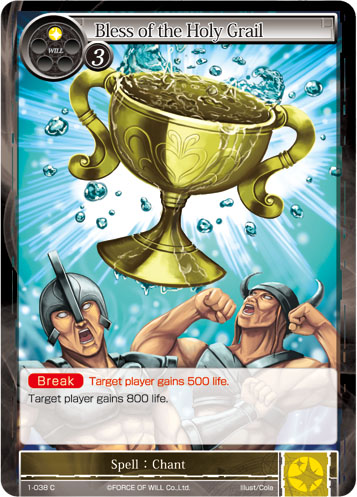 Bless of the Holy Grail
WILL
3
Break Target player gains 500 life.
Target player gains 800 life.
Spell : Chant
1-038 C ©FORCE OF WILL Co.,Ltd. Illust/Cola